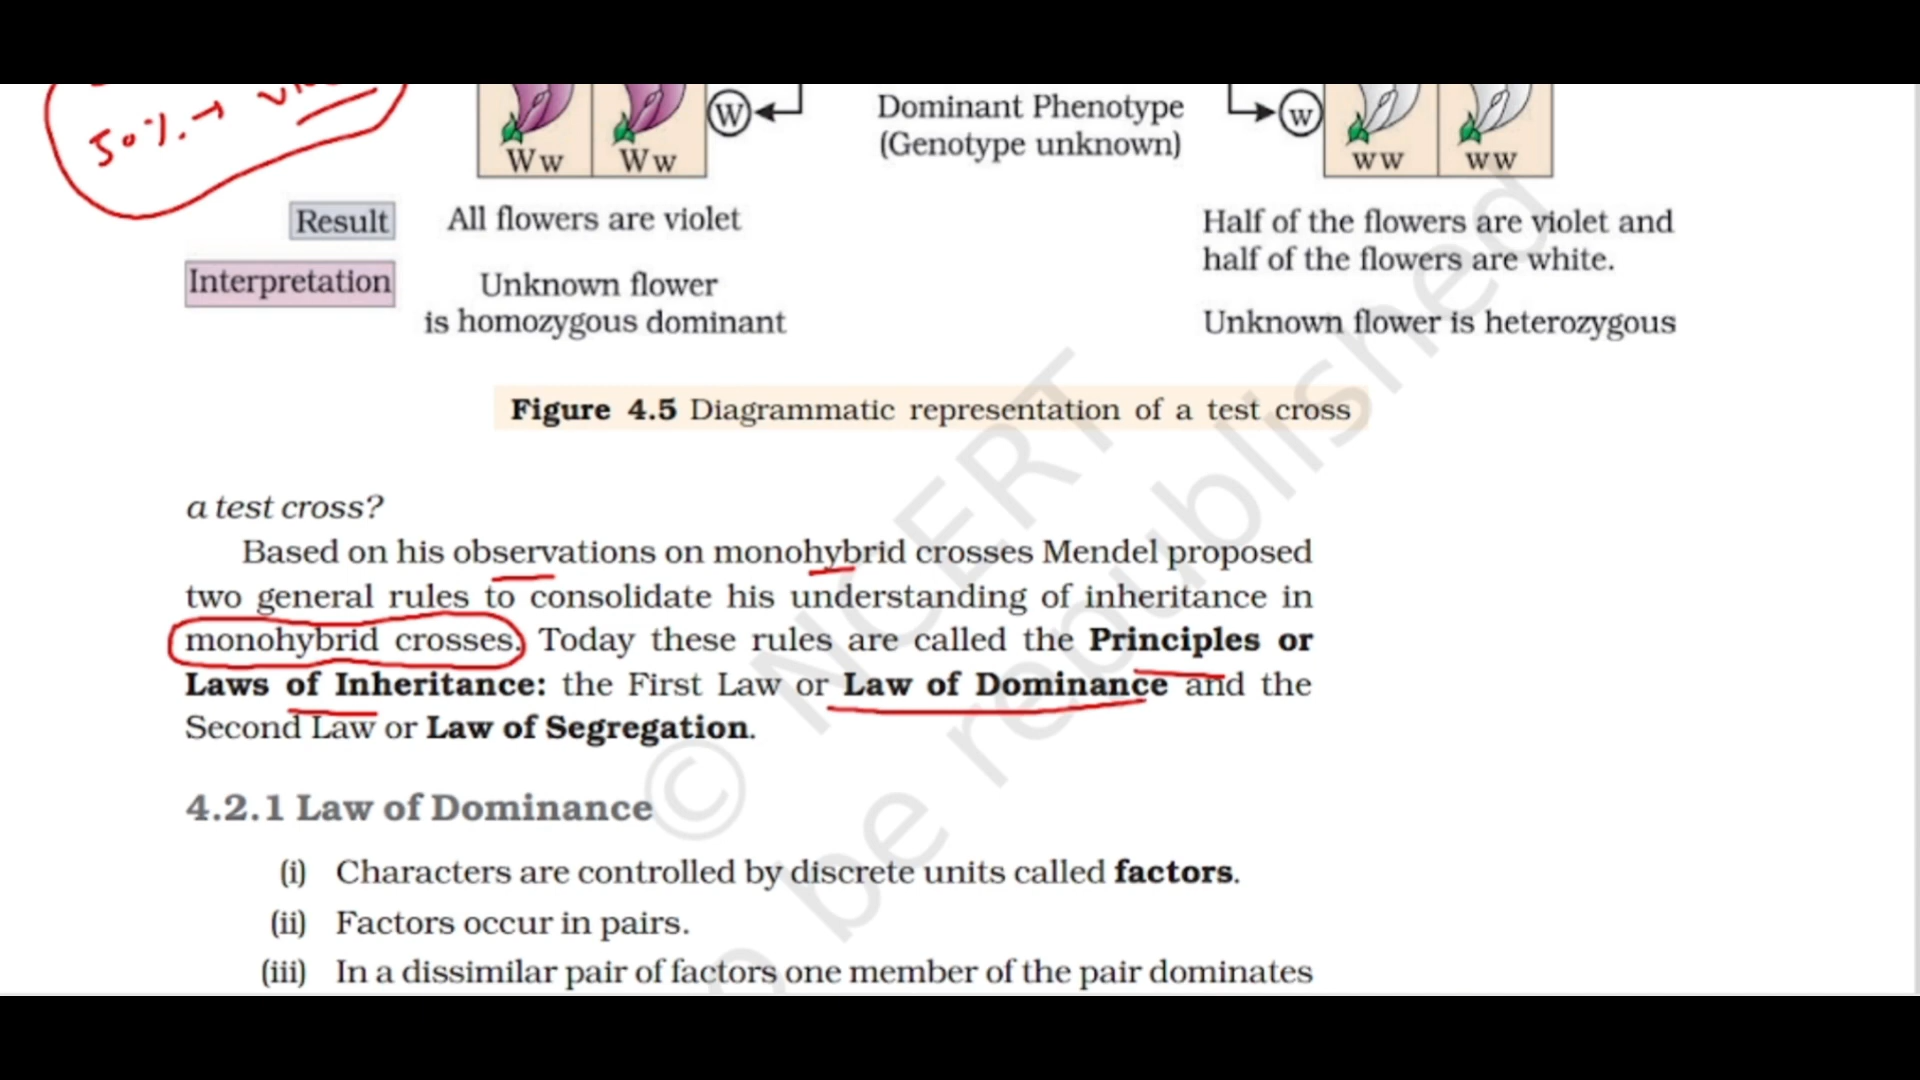 50% →
W
Dominant Phenotype
w
(Genotype unknown)
Ww Ww
ww ww
Result
All flowers are violet
Half of the flowers are violet and
half of the flowers are white.
Interpretation
Unknown flower
is homozygous dominant
Unknown flower is heterozygous
Figure 4.5 Diagrammatic representation of a test cross
a test cross?
Based on his observations on monohybrid crosses Mendel proposed
two general rules to consolidate his understanding of inheritance in
monohybrid crosses. Today these rules are called the Principles or
Laws of Inheritance: the First Law or Law of Dominance and the
Second Law or Law of Segregation.
4.2.1 Law of Dominance
(i) Characters are controlled by discrete units called factors.
(ii) Factors occur in pairs.
(iii) In a dissimilar pair of factors one member of the pair dominates
© NCERT
be republished